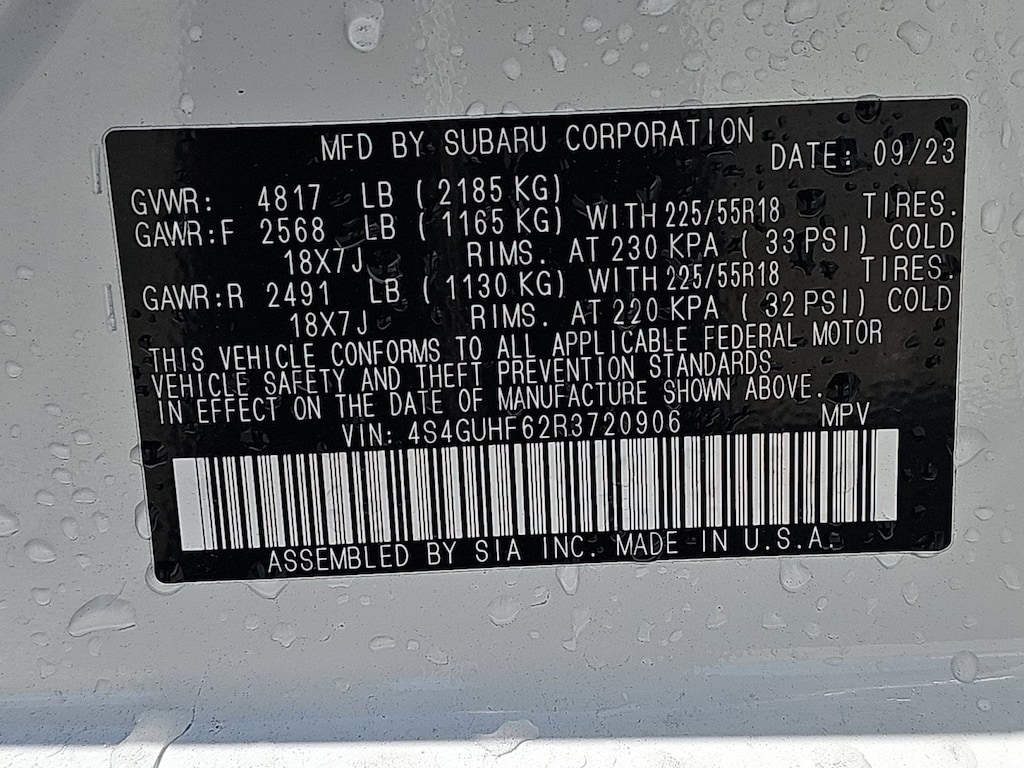 MFD BY SUBARU CORPORATION
DATE: 09/23
GVWR: 4817 LB (2185 KG)
GAWR:F 2568 LB (1165 KG) WITH 225/55R18 TIRES.
18X7J RIMS. AT 230 KPA (33 PSI) COLD
GAWR:R 2491 LB (1130 KG) WITH 225/55R18 TIRES.
18X7J RIMS. AT 220 KPA (32 PSI) COLD
THIS VEHICLE CONFORMS TO ALL APPLICABLE FEDERAL MOTOR
VEHICLE SAFETY AND THEFT PREVENTION STANDARDS
IN EFFECT ON THE DATE OF MANUFACTURE SHOWN ABOVE.
VIN: 4S4GUHF62R3720906 MPV
ASSEMBLED BY SIA INC. MADE IN U.S.A.